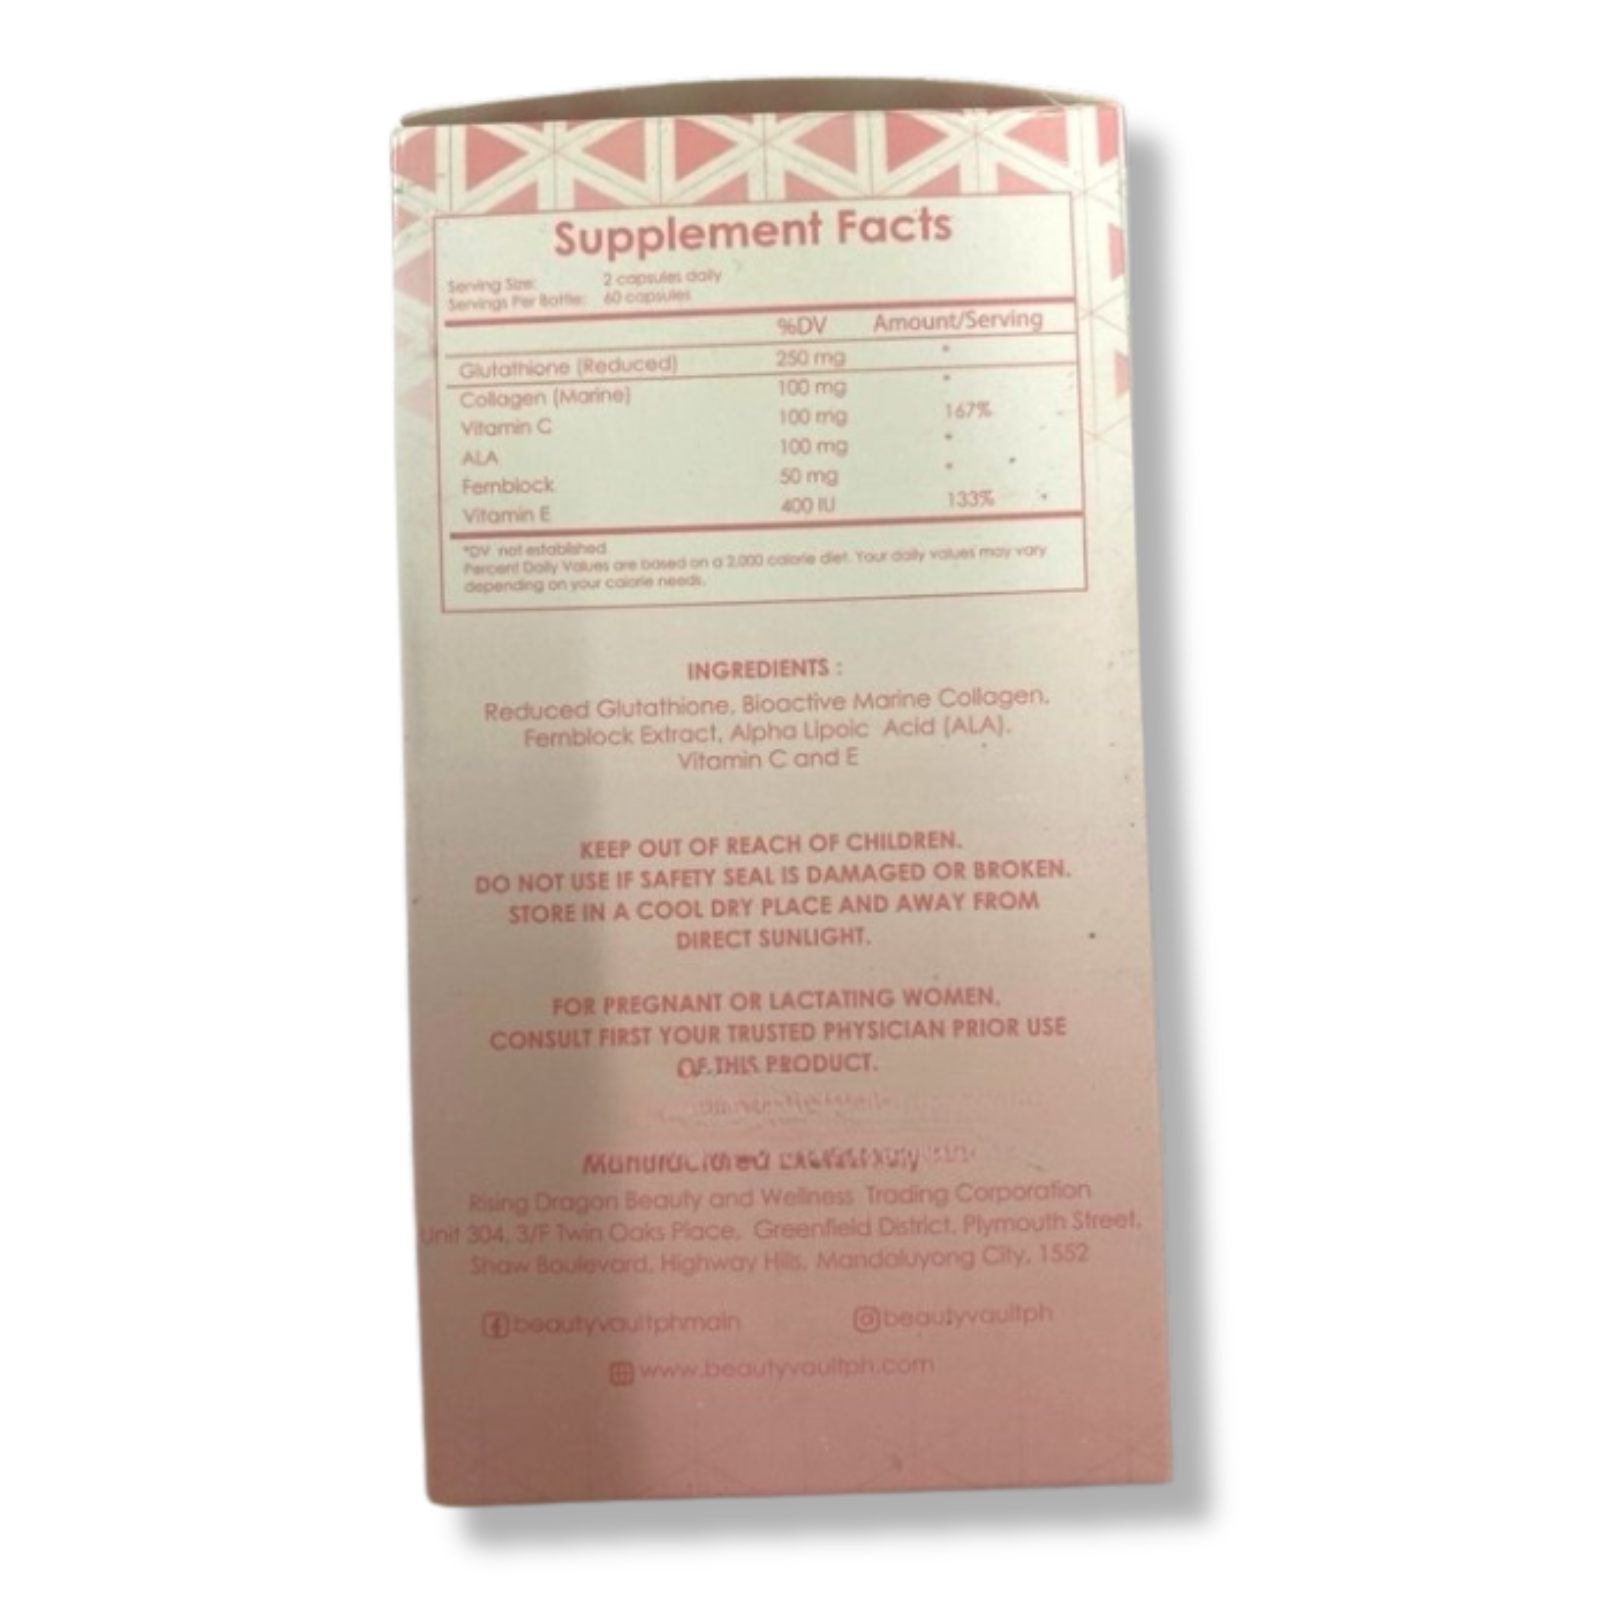 Supplement Facts
Serving Size: 2 capsules daily
Servings Per Bottle: 60 capsules
%DV Amount/Serving
Glutathione (Reduced) 250 mg *
Collagen (Marine) 100 mg *
Vitamin C 100 mg 167%
ALA 100 mg *
Fernblock 50 mg *
Vitamin E 400 IU 133%
*DV not established
Percent Daily Values are based on a 2,000 calorie diet. Your daily values may vary
depending on your calorie needs.
INGREDIENTS :
Reduced Glutathione, Bioactive Marine Collagen,
Fernblock Extract, Alpha Lipoic Acid (ALA),
Vitamin C and E
KEEP OUT OF REACH OF CHILDREN.
DO NOT USE IF SAFETY SEAL IS DAMAGED OR BROKEN.
STORE IN A COOL DRY PLACE AND AWAY FROM
DIRECT SUNLIGHT.
FOR PREGNANT OR LACTATING WOMEN,
CONSULT FIRST YOUR TRUSTED PHYSICIAN PRIOR USE
OF THIS PRODUCT.
Manufactured
Rising Dragon Beauty and Wellness Trading Corporation
Unit 304, 3/F Twin Oaks Place, Greenfield District, Plymouth Street,
Shaw Boulevard, Highway Hills, Mandaluyong City, 1552
beautyvaultphmain beautyvaultph
www.beautyvaultph.com